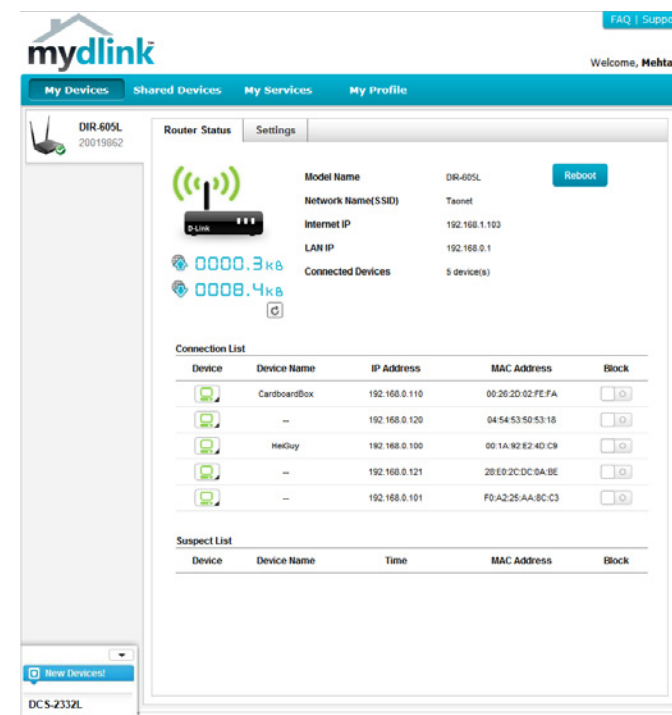 FAQ | Suppo
mydlink
Welcome, Mehta
My Devices Shared Devices My Services My Profile
DIR-605L
20019862
Router Status Settings
Model Name DIR-605L Reboot
Network Name(SSID) Taonet
Internet IP 192.168.1.103
LAN IP 192.168.0.1
Connected Devices 5 device(s)
D-Link
0000.3KB
0008.4KB
Connection List
Device Device Name IP Address MAC Address Block
CardboardBox 192.168.0.110 00:26:2D:02:FE:FA
-- 192.168.0.120 04:54:53:50:53:18
HeiGuy 192.168.0.100 00:1A:92:E2:4D:C9
-- 192.168.0.121 28:E0:2C:DC:0A:BE
-- 192.168.0.101 F0:A2:25:AA:8C:C3
Suspect List
Device Device Name Time MAC Address Block
New Devices!
DCS-2332L